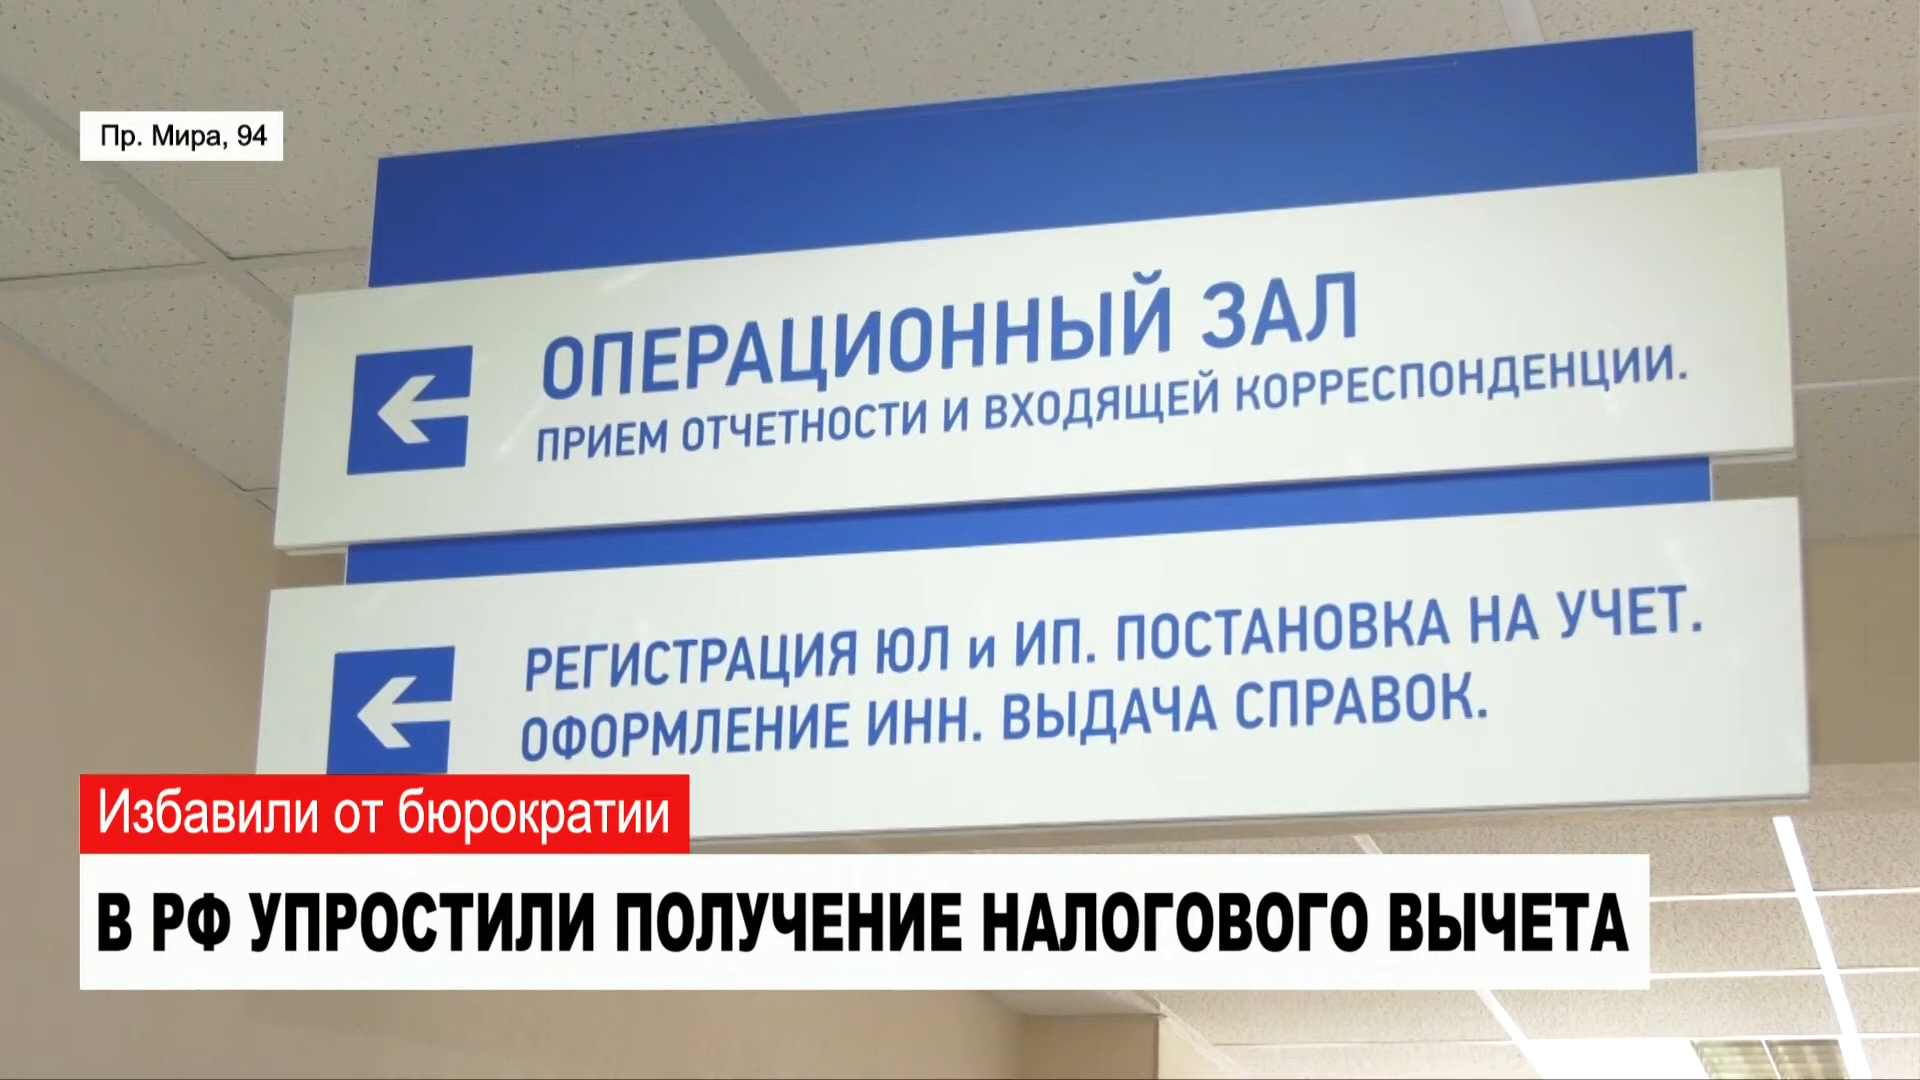 Пр. Мира, 94
ОПЕРАЦИОННЫЙ ЗАЛ
ПРИЕМ ОТЧЕТНОСТИ И ВХОДЯЩЕЙ КОРРЕСПОНДЕНЦИИ.
РЕГИСТРАЦИЯ ЮЛ и ИП. ПОСТАНОВКА НА УЧЕТ.
ОФОРМЛЕНИЕ ИНН. ВЫДАЧА СПРАВОК.
Избавили от бюрократии
В РФ УПРОСТИЛИ ПОЛУЧЕНИЕ НАЛОГОВОГО ВЫЧЕТА